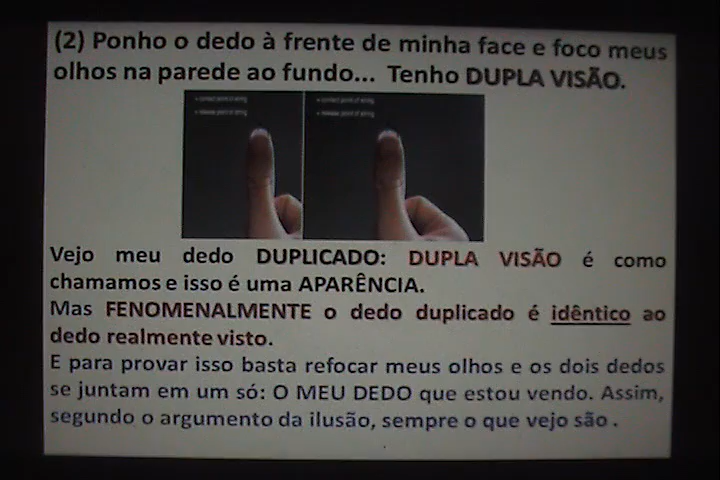 (2) Ponho o dedo à frente de minha face e foco meus
olhos na parede ao fundo... Tenho DUPLA VISÃO.
Vejo meu dedo DUPLICADO: DUPLA VISÃO é como
chamamos e isso é uma APARÊNCIA.
Mas FENOMENALMENTE o dedo duplicado é idêntico ao
dedo realmente visto.
E para provar isso basta refocar meus olhos e os dois dedos
se juntam em um só: O MEU DEDO que estou vendo. Assim,
segundo o argumento da ilusão, sempre o que vejo são .